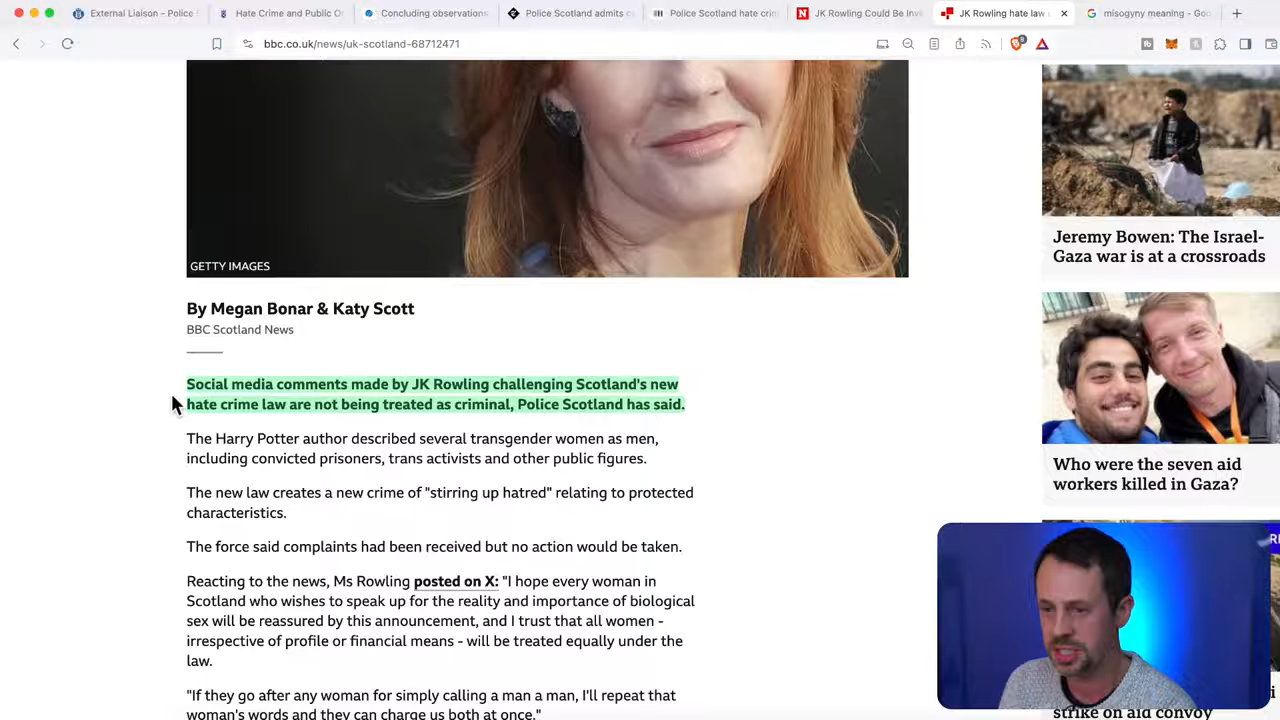 External Liaison - Police S
Hate Crime and Public Or
Concluding observations
Police Scotland admits co
Police Scotland hate crim
JK Rowling Could Be Inve
JK Rowling hate law
misogyny meaning - Goo
bbc.co.uk/news/uk-scotland-68712471
GETTY IMAGES
By Megan Bonar & Katy Scott
BBC Scotland News
Social media comments made by JK Rowling challenging Scotland's new
hate crime law are not being treated as criminal, Police Scotland has said.
The Harry Potter author described several transgender women as men,
including convicted prisoners, trans activists and other public figures.
The new law creates a new crime of "stirring up hatred" relating to protected
characteristics.
The force said complaints had been received but no action would be taken.
Reacting to the news, Ms Rowling posted on X: "I hope every woman in
Scotland who wishes to speak up for the reality and importance of biological
sex will be reassured by this announcement, and I trust that all women -
irrespective of profile or financial means - will be treated equally under the
law.
"If they go after any woman for simply calling a man a man, I'll repeat that
woman's words and they can charge us both at once."
Jeremy Bowen: The Israel-
Gaza war is at a crossroads
Who were the seven aid
workers killed in Gaza?
strike on aid convoy